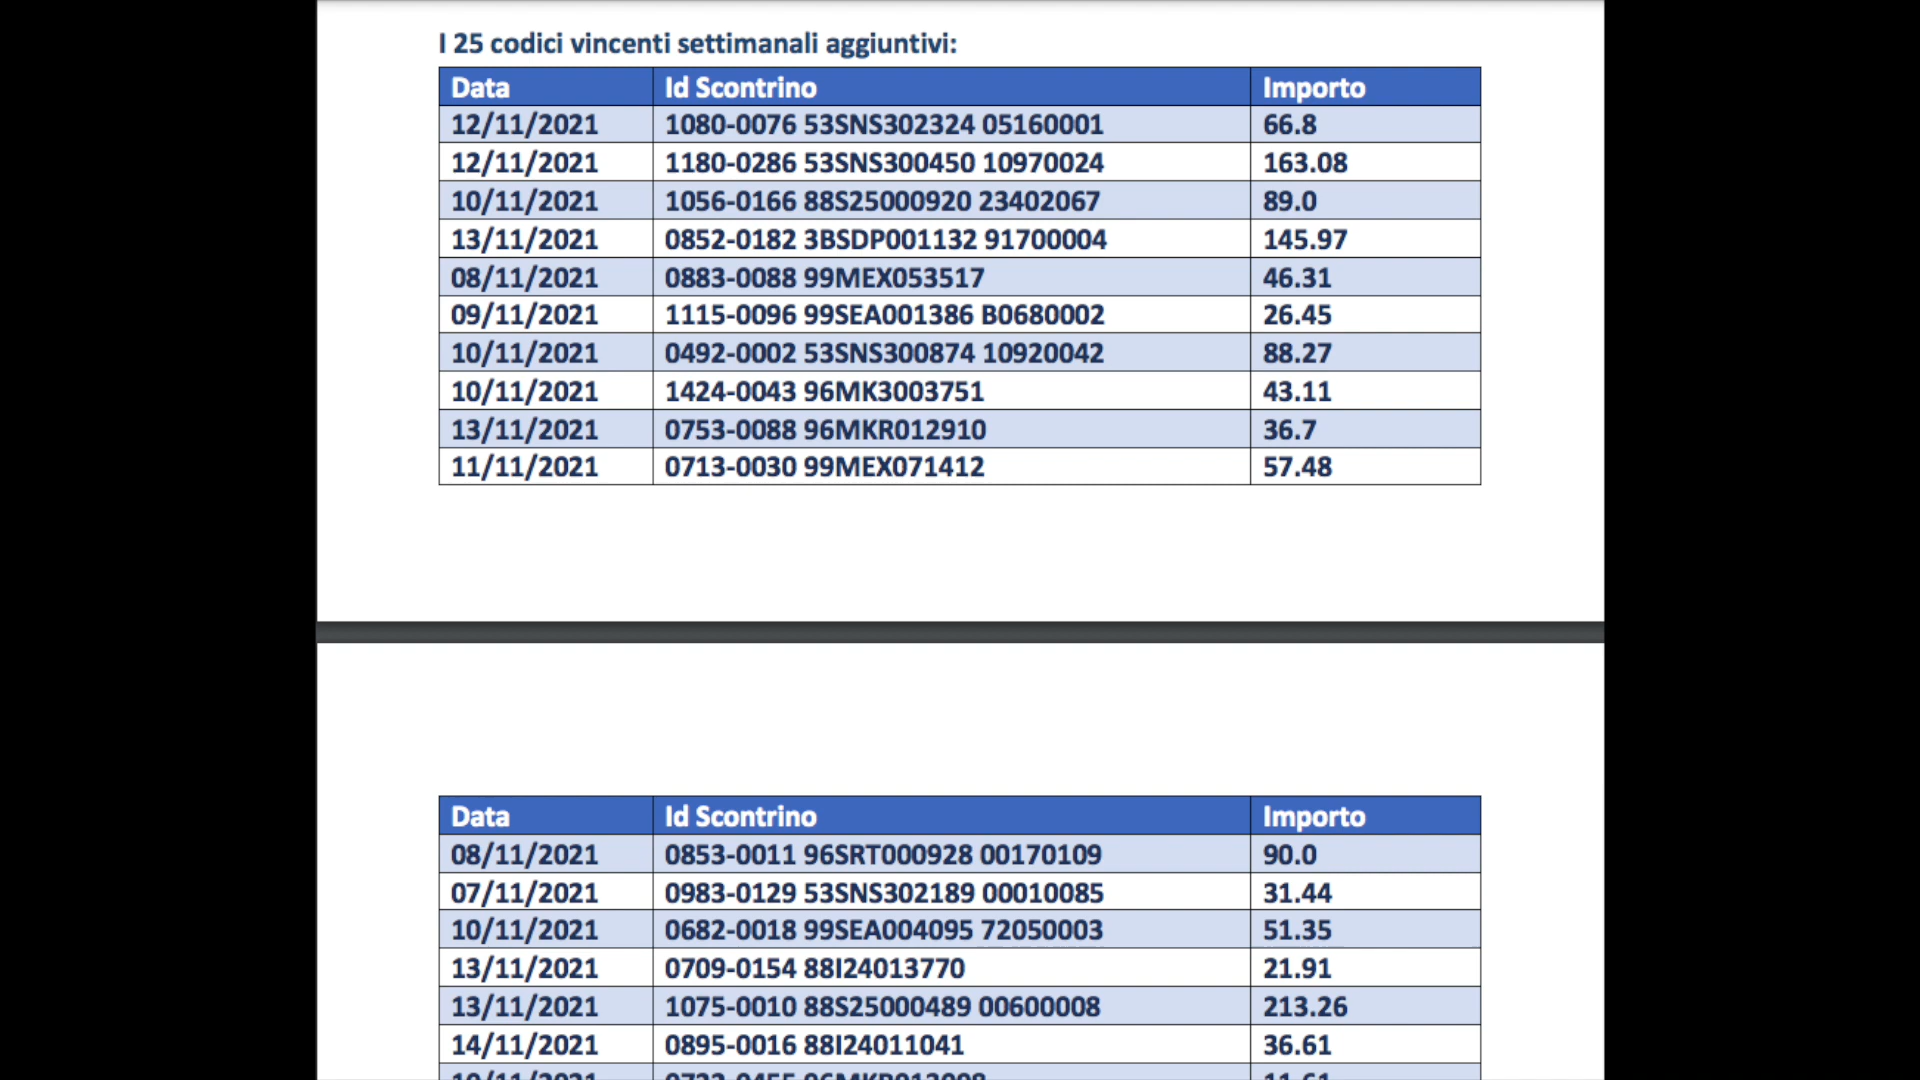 I 25 codici vincenti settimanali aggiuntivi:
Data Id Scontrino Importo
12/11/2021 1080-0076 53SNS302324 05160001 66.8
12/11/2021 1180-0286 53SNS300450 10970024 163.08
10/11/2021 1056-0166 88S25000920 23402067 89.0
13/11/2021 0852-0182 3BSDP001132 91700004 145.97
08/11/2021 0883-0088 99MEX053517 46.31
09/11/2021 1115-0096 99SEA001386 B0680002 26.45
10/11/2021 0492-0002 53SNS300874 10920042 88.27
10/11/2021 1424-0043 96MK3003751 43.11
13/11/2021 0753-0088 96MKR012910 36.7
11/11/2021 0713-0030 99MEX071412 57.48
Data Id Scontrino Importo
08/11/2021 0853-0011 96SRT000928 00170109 90.0
07/11/2021 0983-0129 53SNS302189 00010085 31.44
10/11/2021 0682-0018 99SEA004095 72050003 51.35
13/11/2021 0709-0154 88I24013770 21.91
13/11/2021 1075-0010 88S25000489 00600008 213.26
14/11/2021 0895-0016 88I24011041 36.61